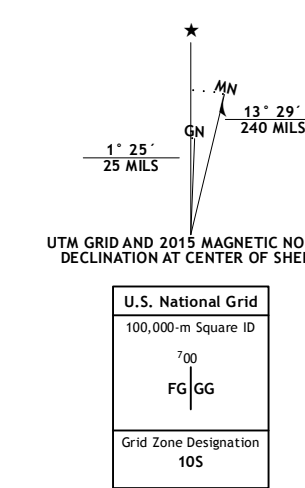 ★
MN
GN
13° 29´
240 MILS
1° 25´
25 MILS
UTM GRID AND 2015 MAGNETIC NO
DECLINATION AT CENTER OF SHE
U.S. National Grid
100,000-m Square ID
⁷00
FG GG
Grid Zone Designation
10S